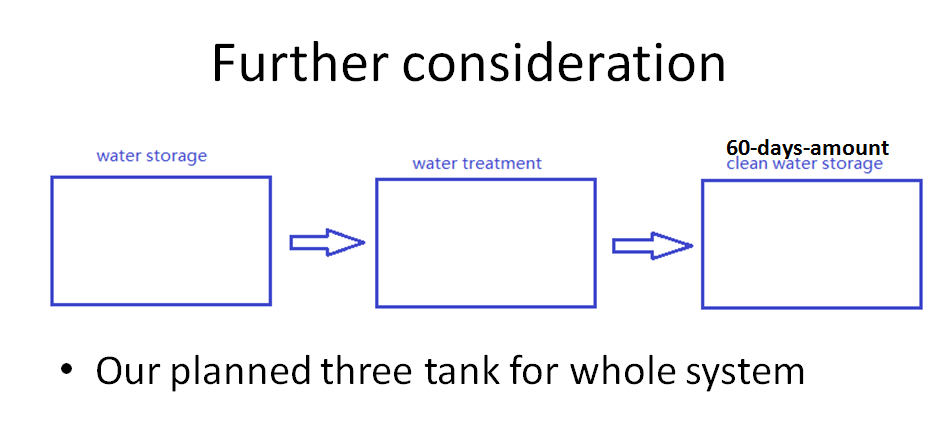 Further consideration
water storage
water treatment
60-days-amount
clean water storage
• Our planned three tank for whole system